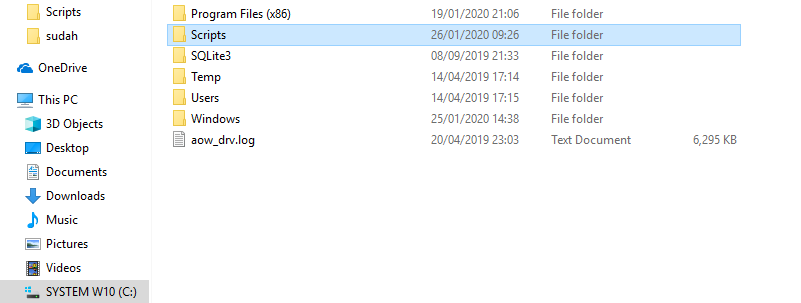 Scripts
sudah
OneDrive
This PC
3D Objects
Desktop
Documents
Downloads
Music
Pictures
Videos
SYSTEM W10 (C:)
Program Files (x86) 19/01/2020 21:06 File folder
Scripts 26/01/2020 09:26 File folder
SQLite3 08/09/2019 21:33 File folder
Temp 14/04/2019 17:14 File folder
Users 14/04/2019 17:15 File folder
Windows 25/01/2020 14:38 File folder
aow_drv.log 20/04/2019 23:03 Text Document 6,295 KB